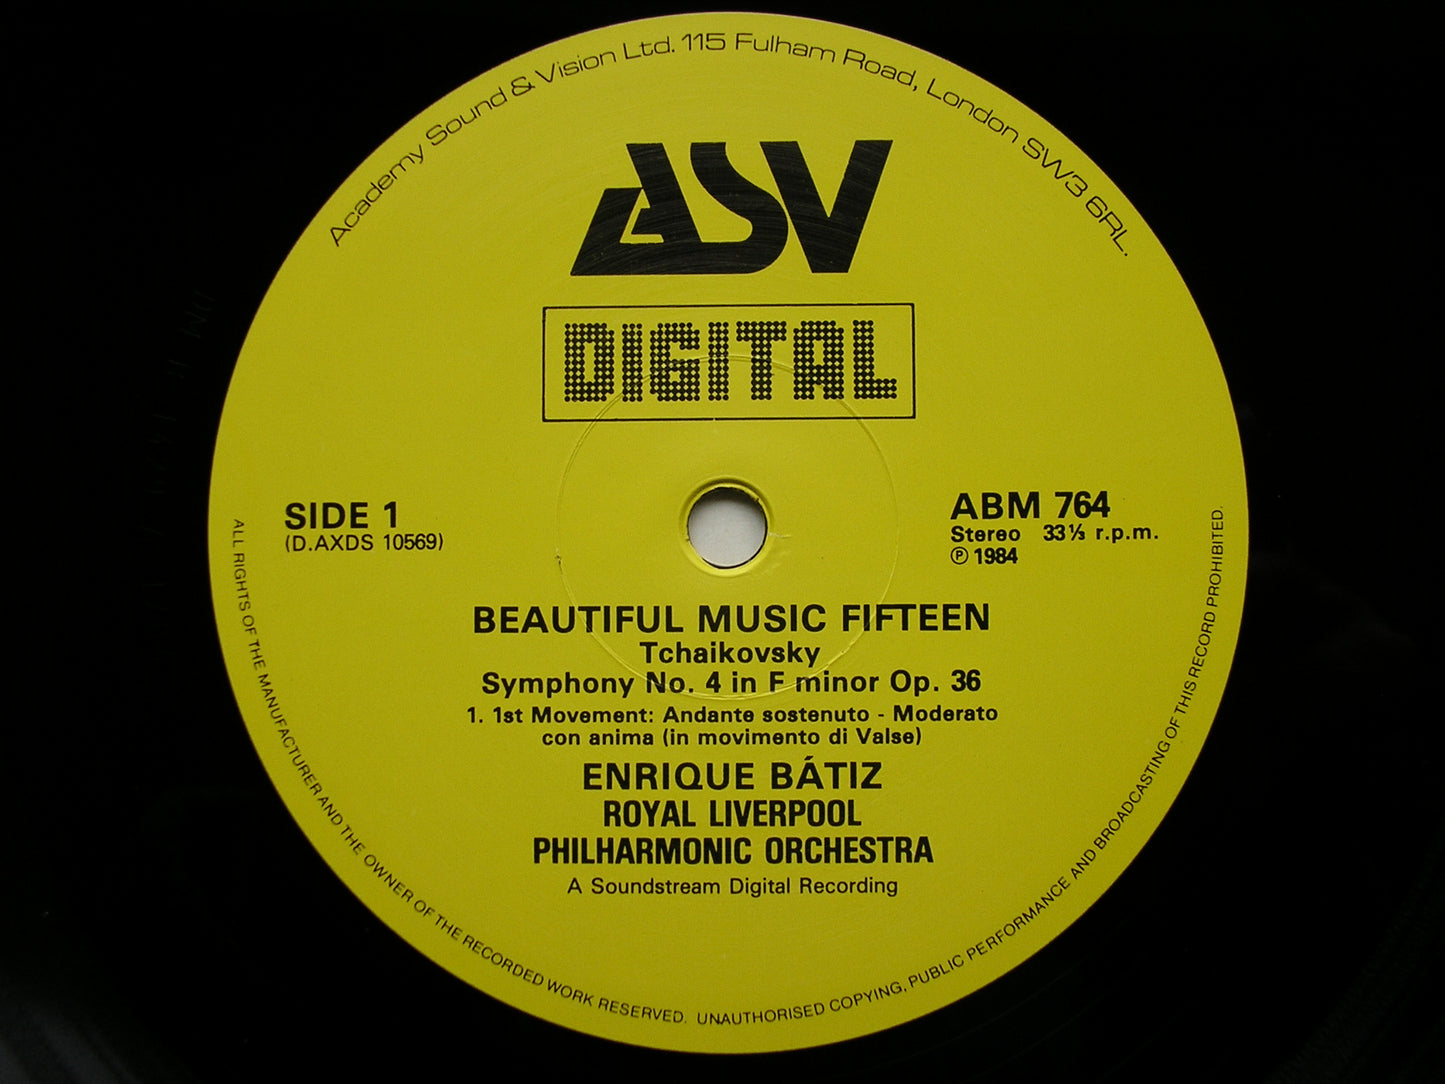 Academy Sound & Vision Ltd. 115 Fulham Road, London SW3 6RL.
ASV
DIGITAL
SIDE 1
(D.AXDS 10569)
ABM 764
Stereo 33⅓ r.p.m.
℗ 1984
BEAUTIFUL MUSIC FIFTEEN
Tchaikovsky
Symphony No. 4 in F minor Op. 36
1. 1st Movement: Andante sostenuto - Moderato
con anima (in movimento di Valse)
ENRIQUE BÁTIZ
ROYAL LIVERPOOL
PHILHARMONIC ORCHESTRA
A Soundstream Digital Recording
ALL RIGHTS OF THE MANUFACTURER AND THE OWNER OF THE RECORDED WORK RESERVED. UNAUTHORISED COPYING, PUBLIC PERFORMANCE AND BROADCASTING OF THIS RECORD PROHIBITED.